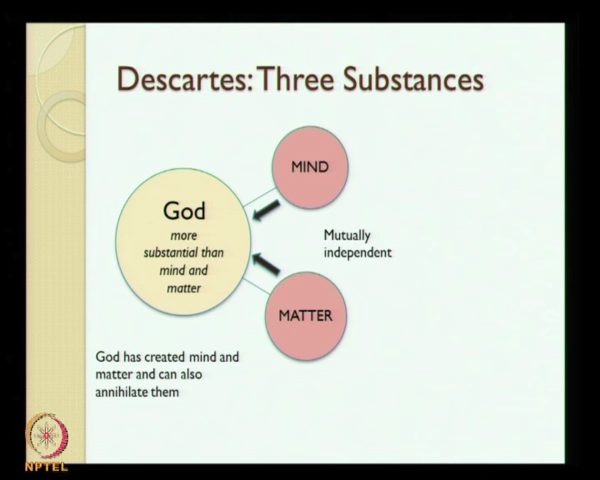 Descartes: Three Substances
MIND
God
more
substantial than
mind and
matter
Mutually
independent
MATTER
God has created mind and
matter and can also
annihilate them
NPTEL